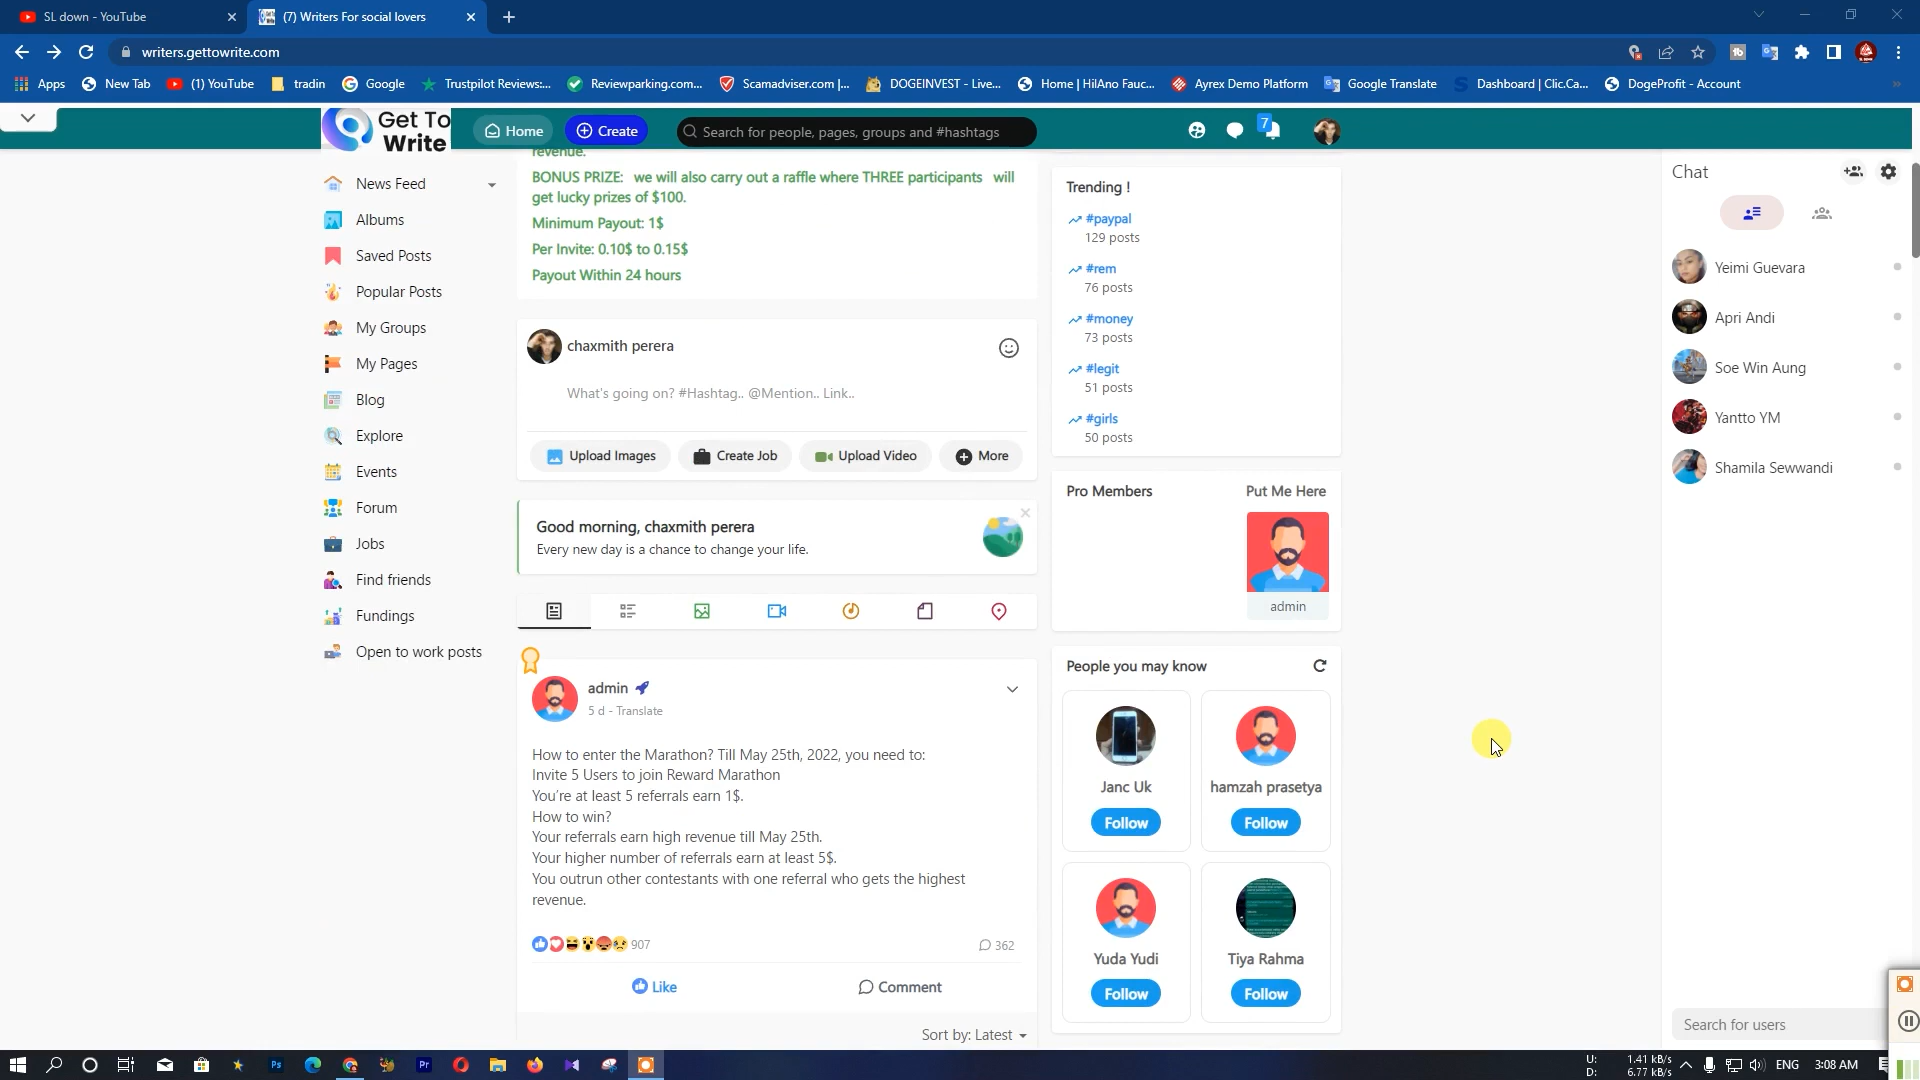 SL down - YouTube
(7) Writers For social lovers
writers.gettowrite.com
Apps
New Tab
(1) YouTube
tradin
Google
Trustpilot Reviews:...
Reviewparking.com...
Scamadviser.com |...
DOGEINVEST - Live...
Home | HilAno Fauc...
Ayrex Demo Platform
Google Translate
Dashboard | Clic.Ca...
DogeProfit - Account
Get To
Write
Home
Create
Search for people, pages, groups and #hashtags
7
News Feed
Albums
Saved Posts
Popular Posts
My Groups
My Pages
Blog
Explore
Events
Forum
Jobs
Find friends
Fundings
Open to work posts
revenue.
BONUS PRIZE: we will also carry out a raffle where THREE participants will
get lucky prizes of $100.
Minimum Payout: 1$
Per Invite: 0.10$ to 0.15$
Payout Within 24 hours
chaxmith perera
What's going on? #Hashtag.. @Mention.. Link..
Upload Images
Create Job
Upload Video
More
Good morning, chaxmith perera
Every new day is a chance to change your life.
admin
5 d - Translate
How to enter the Marathon? Till May 25th, 2022, you need to:
Invite 5 Users to join Reward Marathon
You're at least 5 referrals earn 1$.
How to win?
Your referrals earn high revenue till May 25th.
Your higher number of referrals earn at least 5$.
You outrun other contestants with one referral who gets the highest
revenue.
907
362
Like
Comment
Sort by: Latest
Trending !
#paypal
129 posts
#rem
76 posts
#money
73 posts
#legit
51 posts
#girls
50 posts
Pro Members
Put Me Here
admin
People you may know
Janc Uk
Follow
hamzah prasetya
Follow
Yuda Yudi
Follow
Tiya Rahma
Follow
Chat
Yeimi Guevara
Apri Andi
Soe Win Aung
Yantto YM
Shamila Sewwandi
Search for users
U: 1.41 kB/s
D: 6.77 kB/s
ENG
3:08 AM